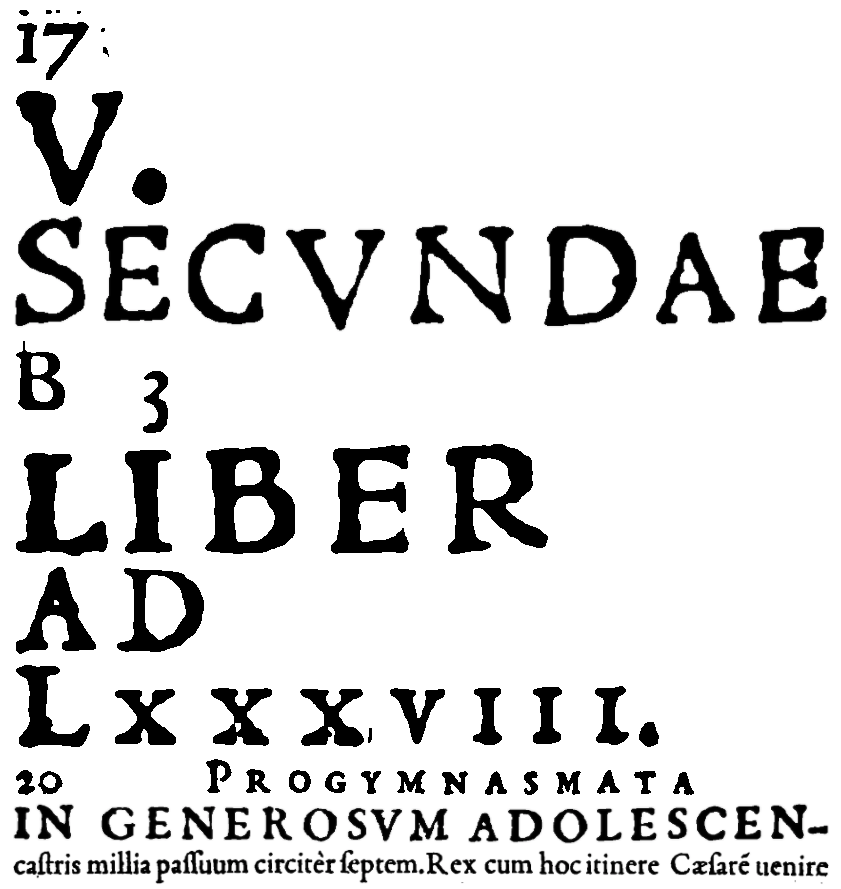 17
V.
SECVNDAE
B 3
LIBER
AD
LXXXVIII.
20 PROGYMNASMATA
IN GENEROSVM ADOLESCEN-
caſtris millia paſſuum circitèr ſeptem. Rex cum hoc itinere Cæſarē uenire